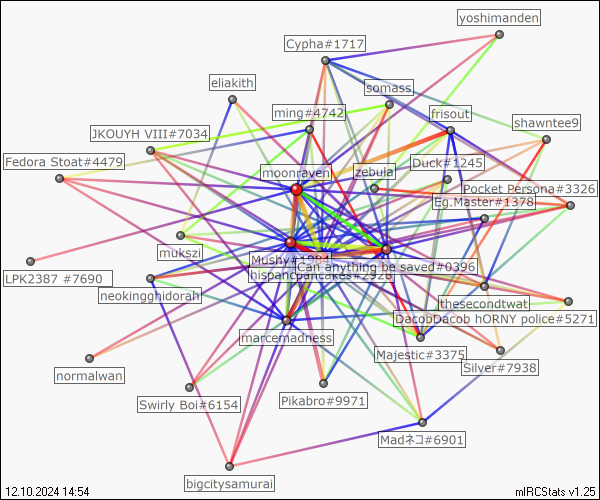 yoshimanden
Cypha#1717
eliakith
somass
ming#4742
frisout
shawntee9
JKOUYH VIII#7034
Fedora Stoat#4479
moonraven
zebula
Duck#1245
Pocket Persona#3326
Eg.Master#1378
mukszi
Mushy#1984
Can anything be saved#0396
LPK2387 #7690
hispancpancakes#2928
neokingghidorah
thesecondtwat
DacobDacob hORNY police#5271
marcemadness
Majestic#3375
Silver#7938
normalwan
Swirly Boi#6154
Pikabro#9971
Madネコ#6901
bigcitysamurai
12.10.2024 14:54
mIRCStats v1.25